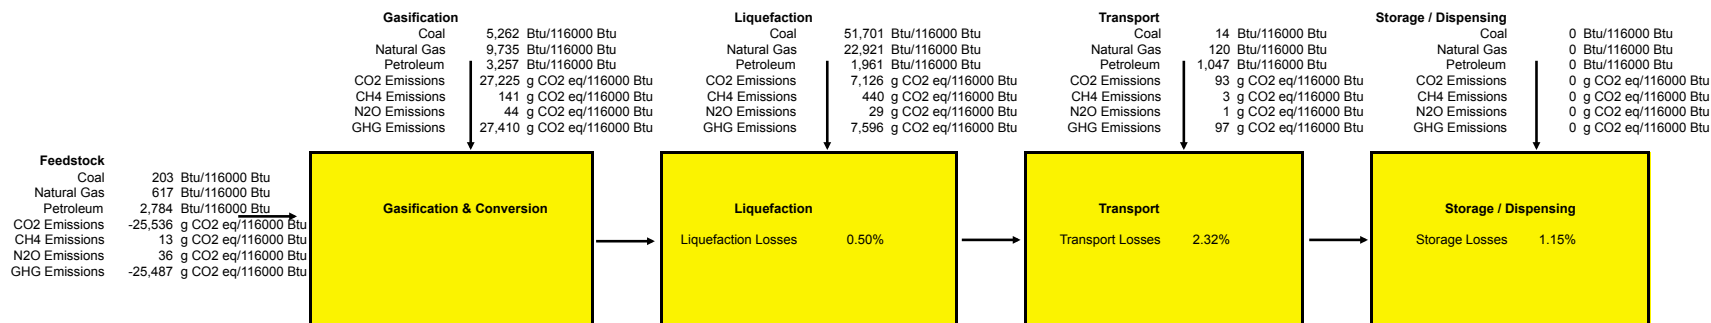 Gasification
Coal 5,262 Btu/116000 Btu
Natural Gas 9,735 Btu/116000 Btu
Petroleum 3,257 Btu/116000 Btu
CO2 Emissions 27,225 g CO2 eq/116000 Btu
CH4 Emissions 141 g CO2 eq/116000 Btu
N2O Emissions 44 g CO2 eq/116000 Btu
GHG Emissions 27,410 g CO2 eq/116000 Btu
Liquefaction
Coal 51,701 Btu/116000 Btu
Natural Gas 22,921 Btu/116000 Btu
Petroleum 1,961 Btu/116000 Btu
CO2 Emissions 7,126 g CO2 eq/116000 Btu
CH4 Emissions 440 g CO2 eq/116000 Btu
N2O Emissions 29 g CO2 eq/116000 Btu
GHG Emissions 7,596 g CO2 eq/116000 Btu
Transport
Coal 14 Btu/116000 Btu
Natural Gas 120 Btu/116000 Btu
Petroleum 1,047 Btu/116000 Btu
CO2 Emissions 93 g CO2 eq/116000 Btu
CH4 Emissions 3 g CO2 eq/116000 Btu
N2O Emissions 1 g CO2 eq/116000 Btu
GHG Emissions 97 g CO2 eq/116000 Btu
Storage / Dispensing
Coal 0 Btu/116000 Btu
Natural Gas 0 Btu/116000 Btu
Petroleum 0 Btu/116000 Btu
CO2 Emissions 0 g CO2 eq/116000 Btu
CH4 Emissions 0 g CO2 eq/116000 Btu
N2O Emissions 0 g CO2 eq/116000 Btu
GHG Emissions 0 g CO2 eq/116000 Btu
Feedstock
Coal 203 Btu/116000 Btu
Natural Gas 617 Btu/116000 Btu
Petroleum 2,784 Btu/116000 Btu
CO2 Emissions -25,536 g CO2 eq/116000 Btu
CH4 Emissions 13 g CO2 eq/116000 Btu
N2O Emissions 36 g CO2 eq/116000 Btu
GHG Emissions -25,487 g CO2 eq/116000 Btu
Gasification & Conversion
Liquefaction
Liquefaction Losses 0.50%
Transport
Transport Losses 2.32%
Storage / Dispensing
Storage Losses 1.15%